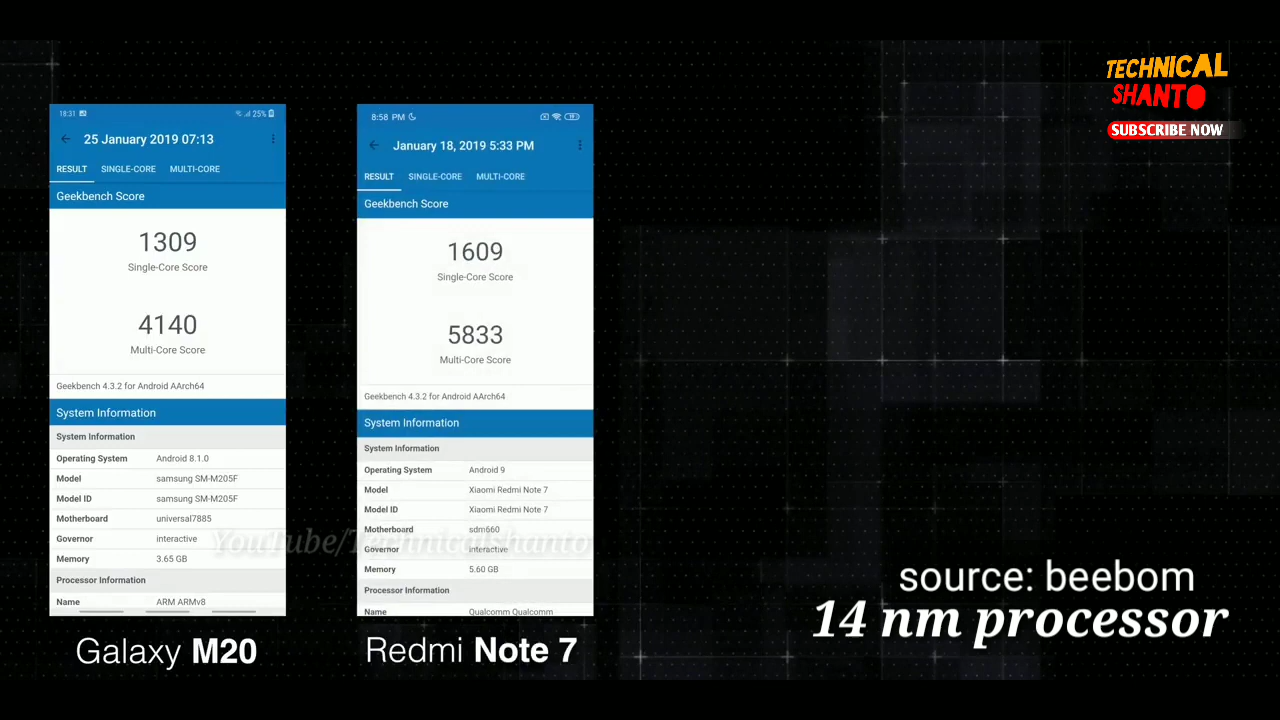 TECHNICAL
SHANTO
SUBSCRIBE NOW
18:31 25%
25 January 2019 07:13
RESULT SINGLE-CORE MULTI-CORE
Geekbench Score
1309
Single-Core Score
4140
Multi-Core Score
Geekbench 4.3.2 for Android AArch64
System Information
System Information
Operating System Android 8.1.0
Model samsung SM-M205F
Model ID samsung SM-M205F
Motherboard universal7885
Governor interactive
Memory 3.65 GB
Processor Information
Name ARM ARMv8
Galaxy M20
8:58 PM
January 18, 2019 5:33 PM
RESULT SINGLE-CORE MULTI-CORE
Geekbench Score
1609
Single-Core Score
5833
Multi-Core Score
Geekbench 4.3.2 for Android AArch64
System Information
System Information
Operating System Android 9
Model Xiaomi Redmi Note 7
Model ID Xiaomi Redmi Note 7
Motherboard sdm660
Governor interactive
Memory 5.60 GB
Processor Information
Name Qualcomm Qualcomm
Redmi Note 7
YouTube/Technicalshanto
source: beebom
14 nm processor